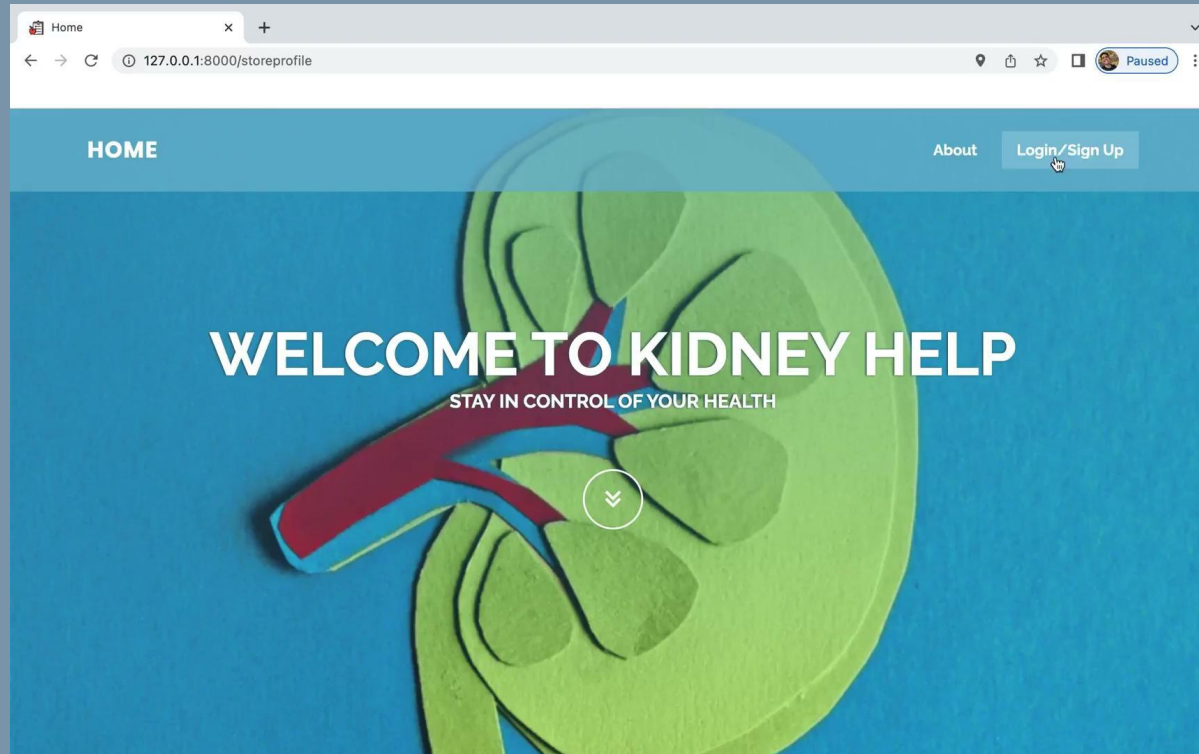 Home
127.0.0.1:8000/storeprofile
Paused
HOME
About
Login/Sign Up
WELCOME TO KIDNEY HELP
STAY IN CONTROL OF YOUR HEALTH